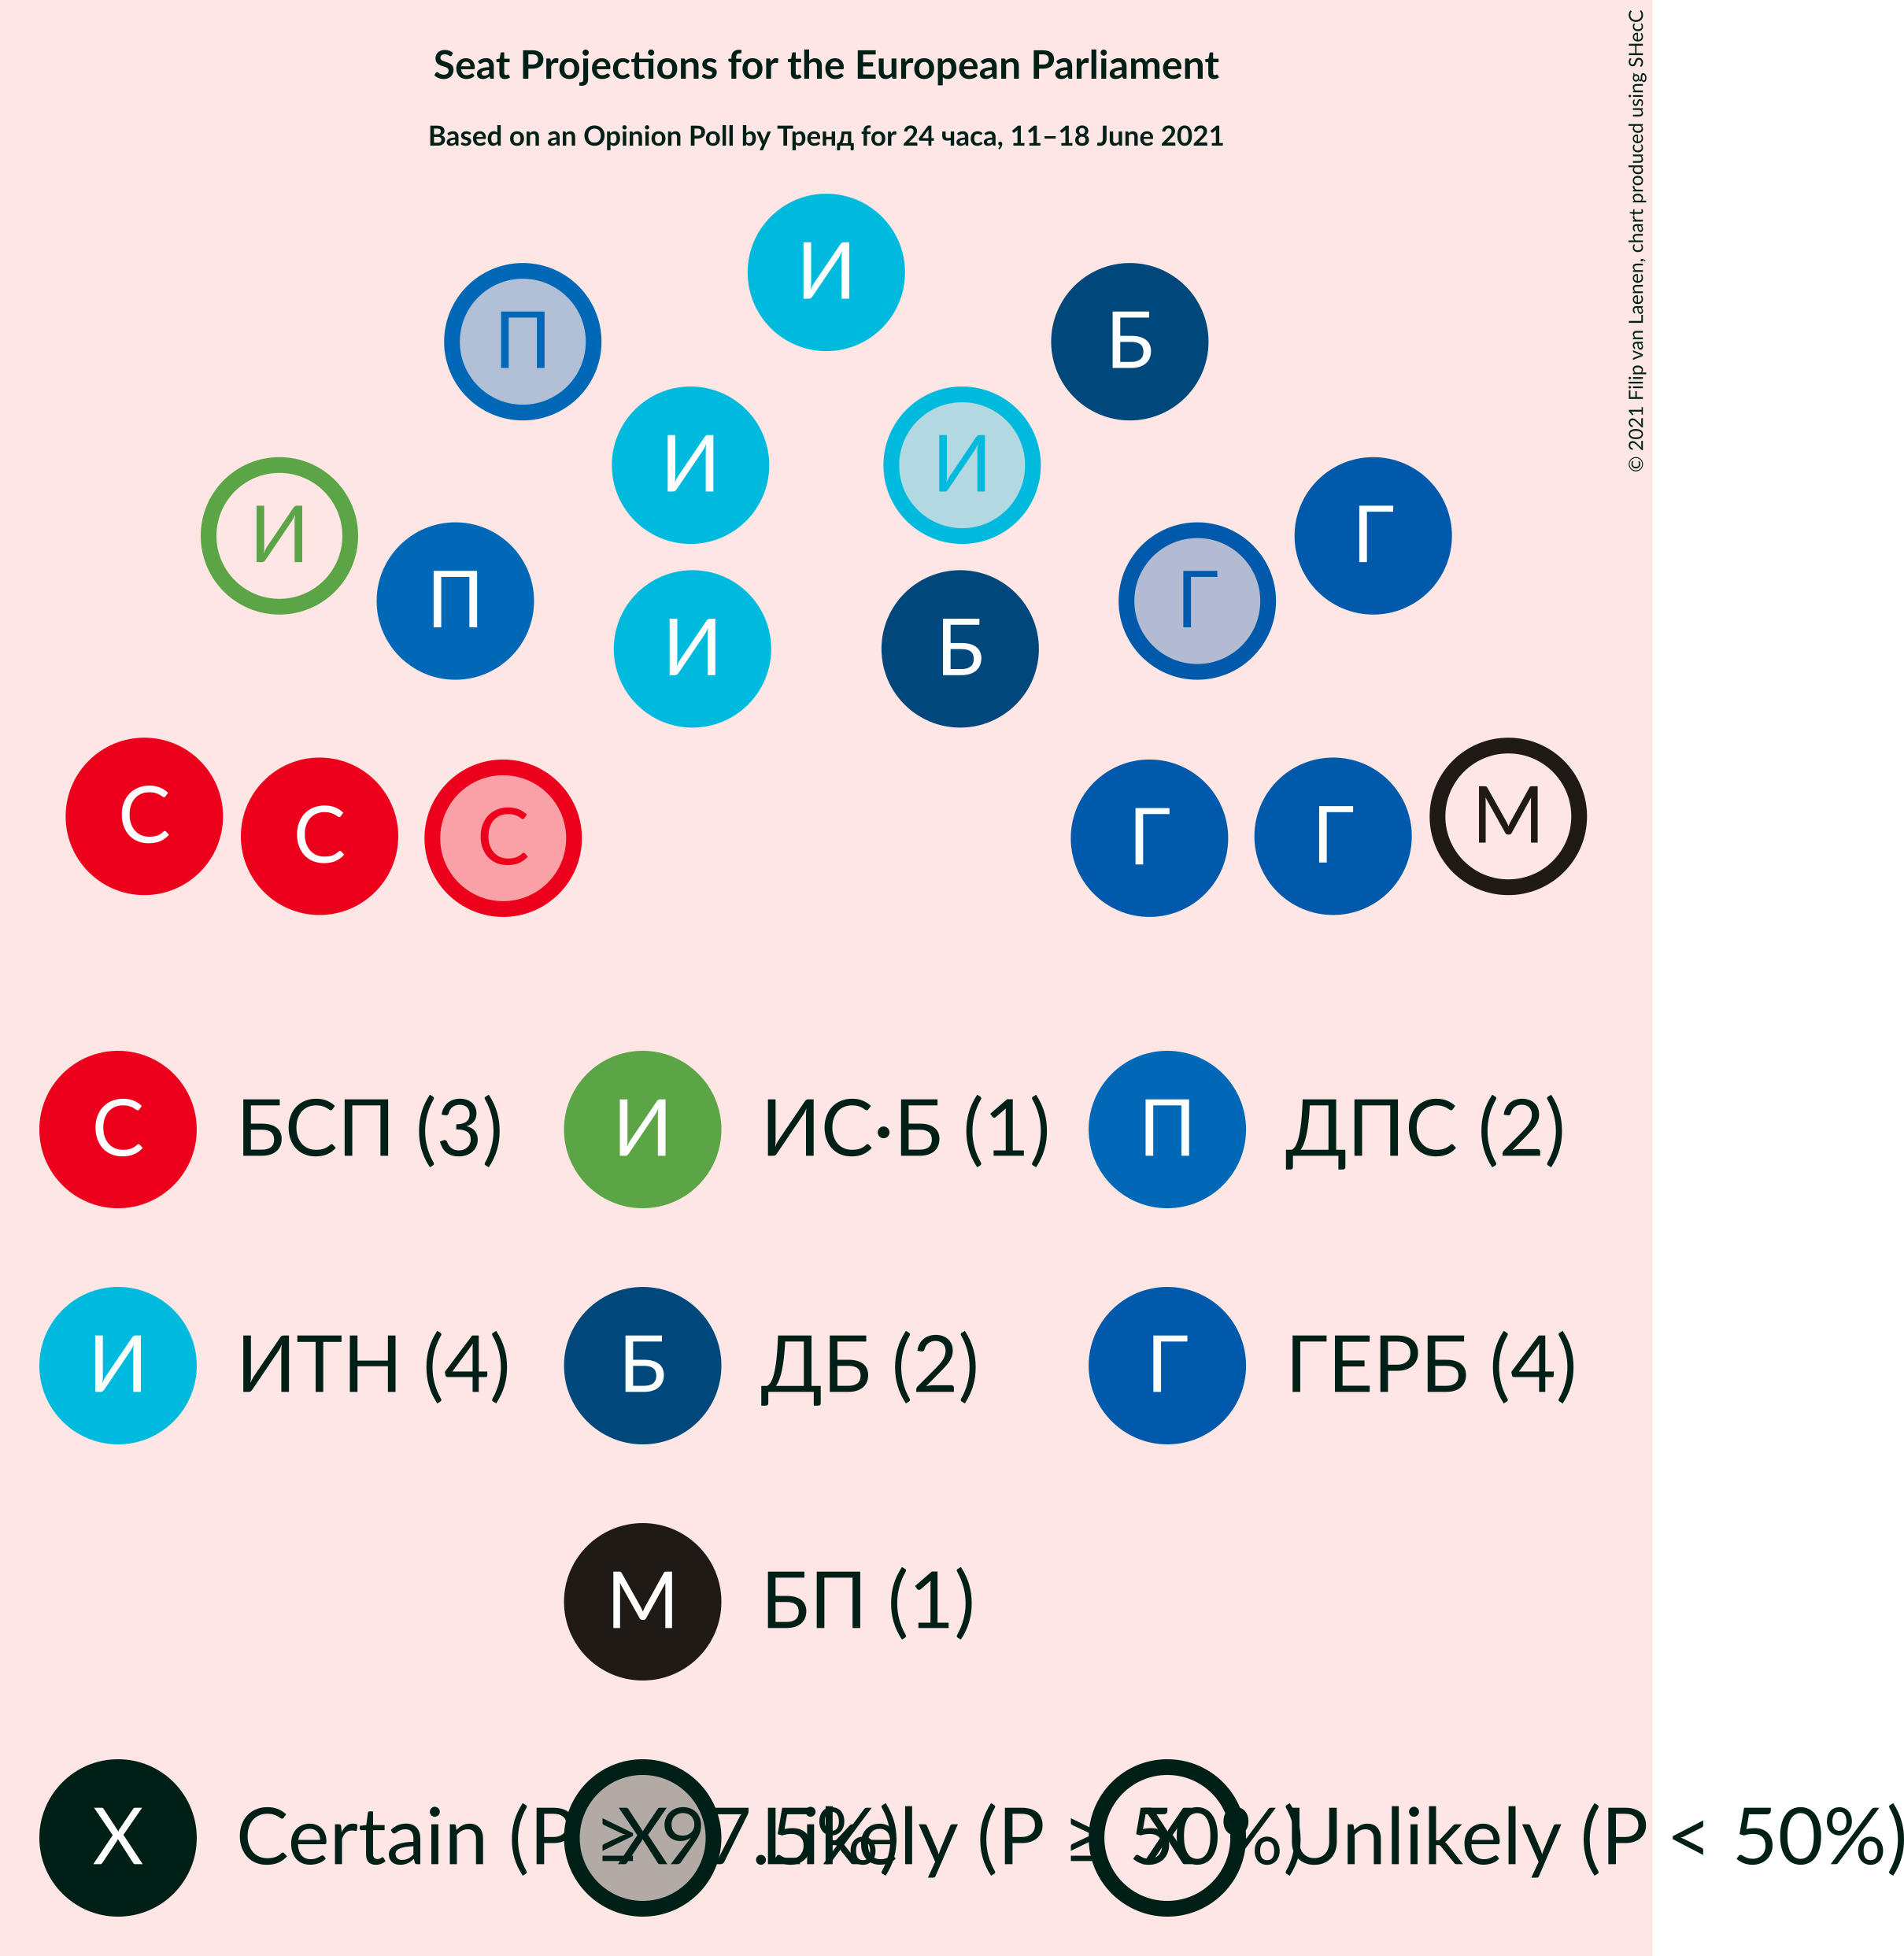 Seat Projections for the European Parliament
Based on an Opinion Poll by Тренд for 24 часа, 11–18 June 2021
© 2021 Filip van Laenen, chart produced using SHecC
И
П
Б
И
И
И
Г
П
Г
И
Б
С
С
С
Г
Г
М
С БСП (3)
И ИС·Б (1)
П ДПС (2)
И ИТН (4)
Б ДБ (2)
Г ГЕРБ (4)
М БП (1)
X Certain (P ≥ 97.5%)
X Likely (P ≥ 50%)
X Unlikely (P < 50%)